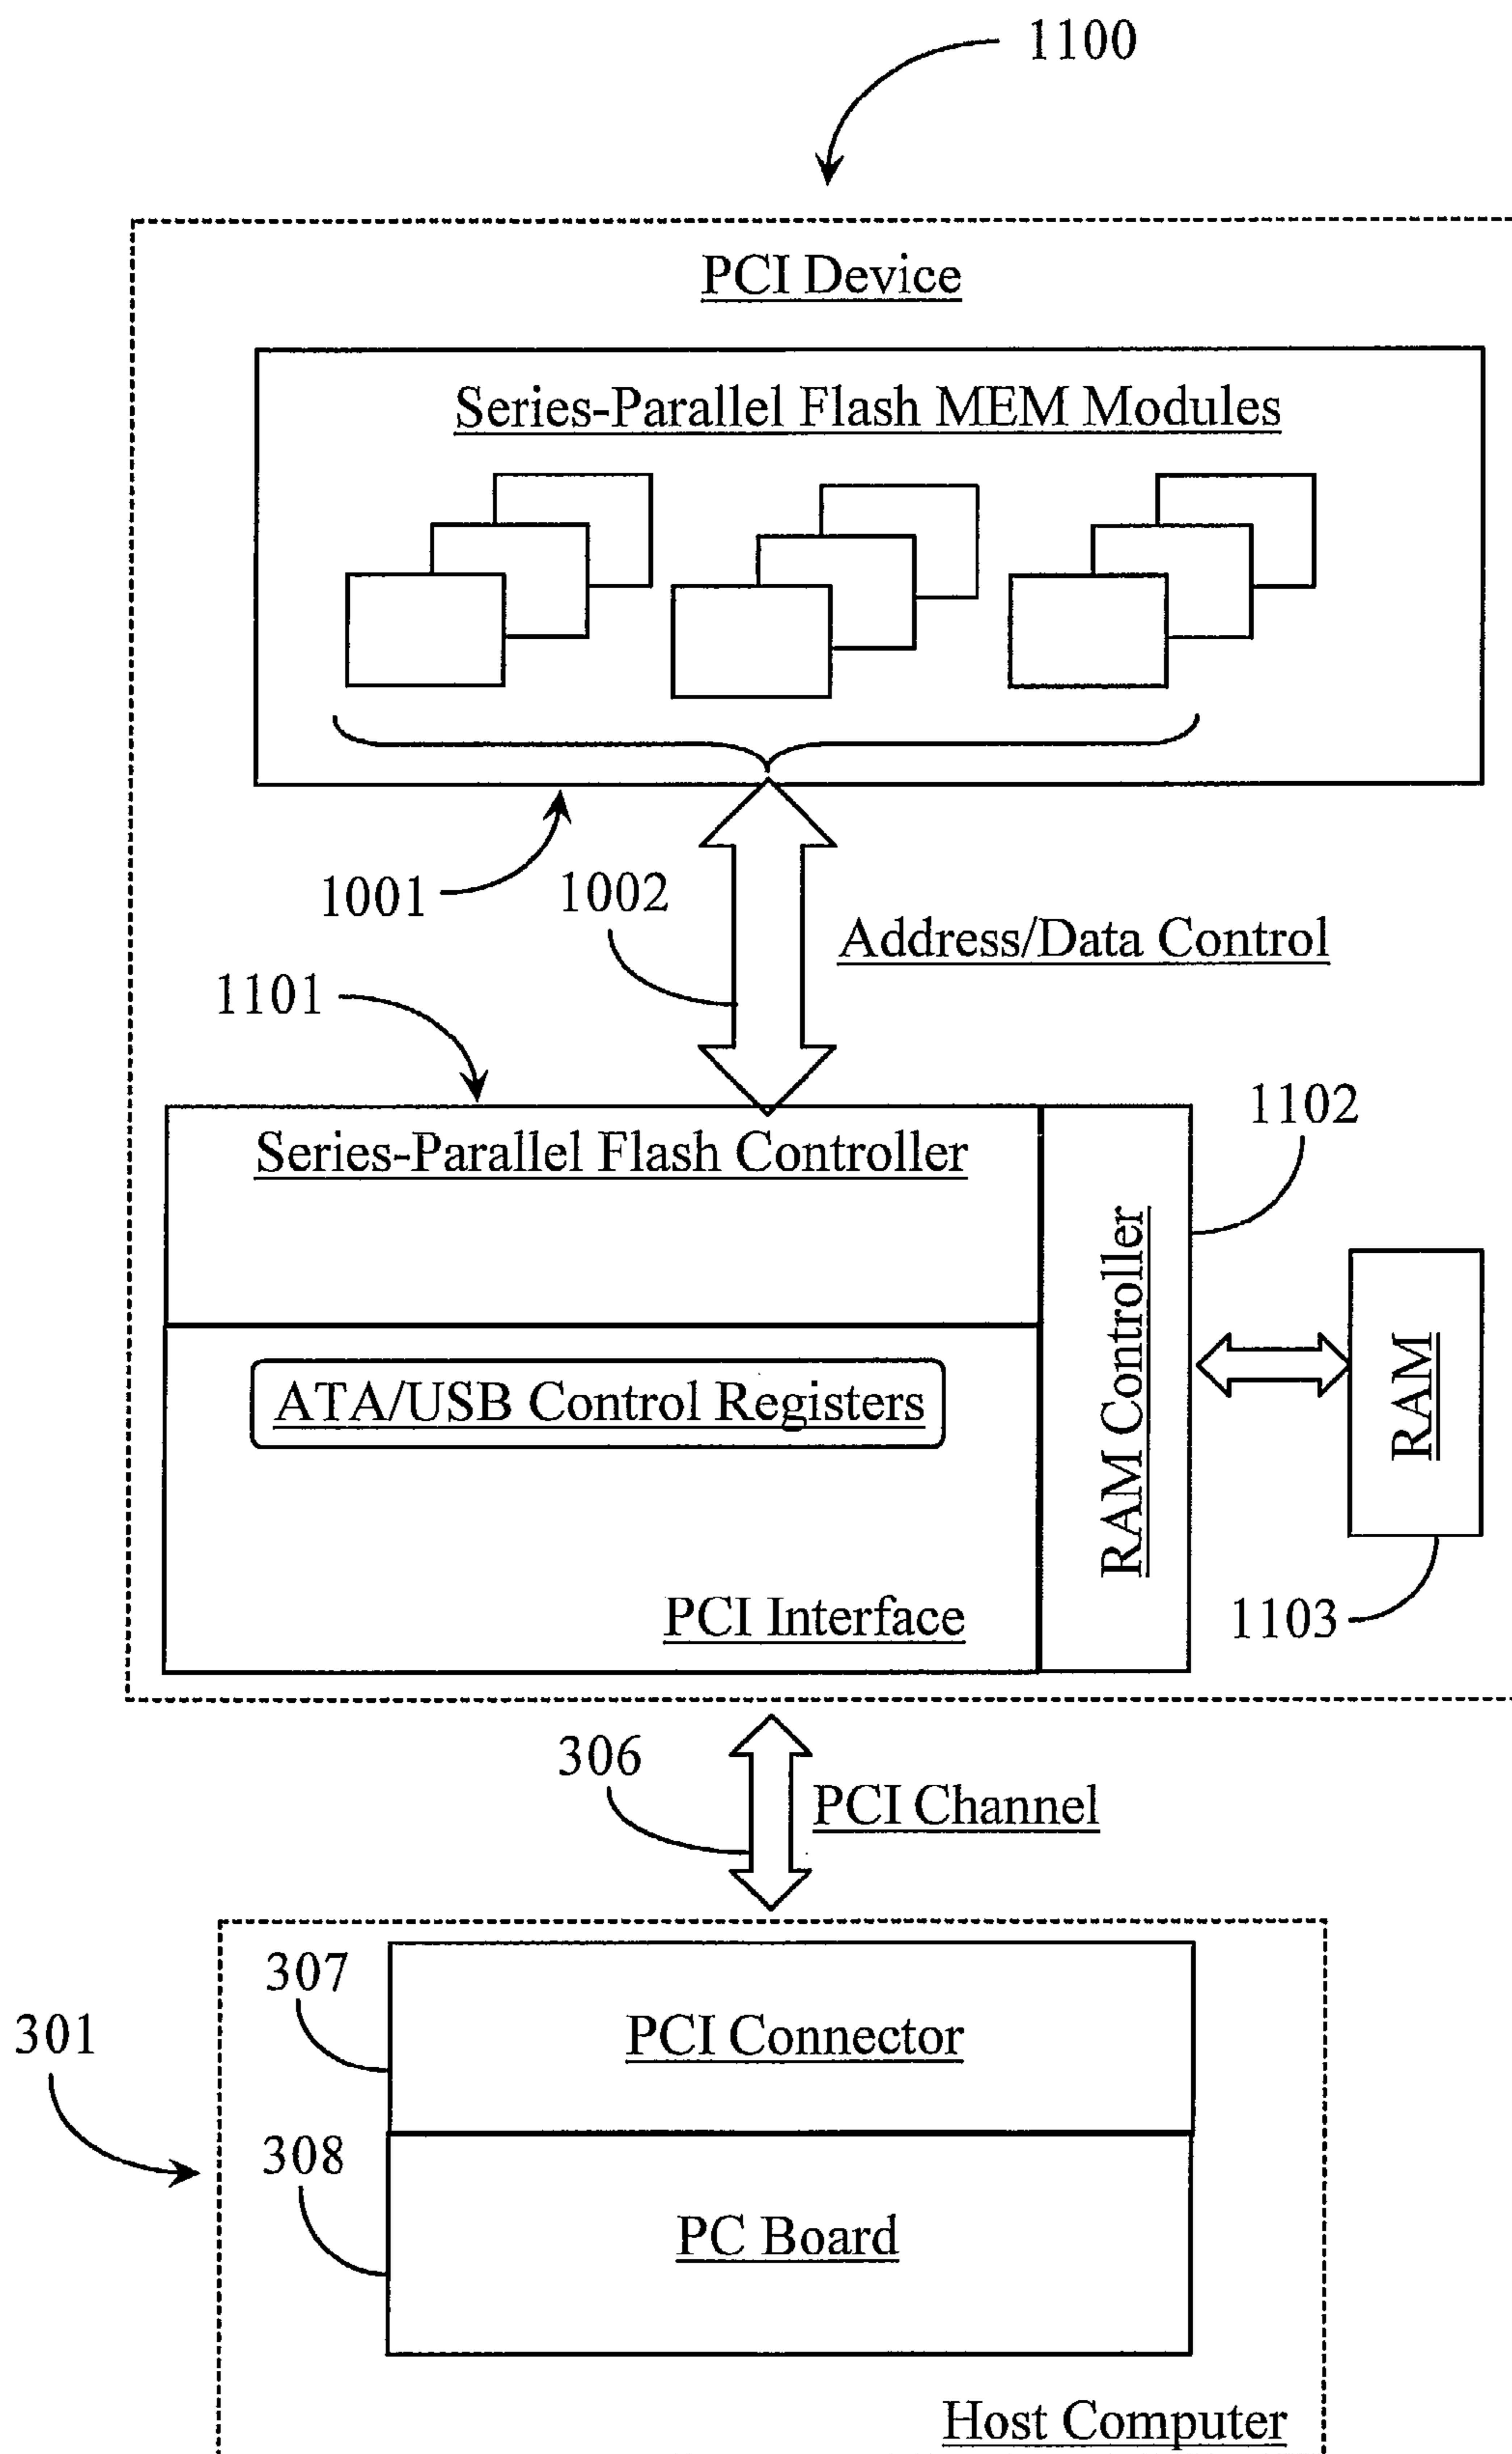 1100
PCI Device
Series-Parallel Flash MEM Modules
1001
1002
Address/Data Control
1101
Series-Parallel Flash Controller
1102
RAM Controller
RAM
ATA/USB Control Registers
PCI Interface
1103
306
PCI Channel
307
PCI Connector
301
308
PC Board
Host Computer